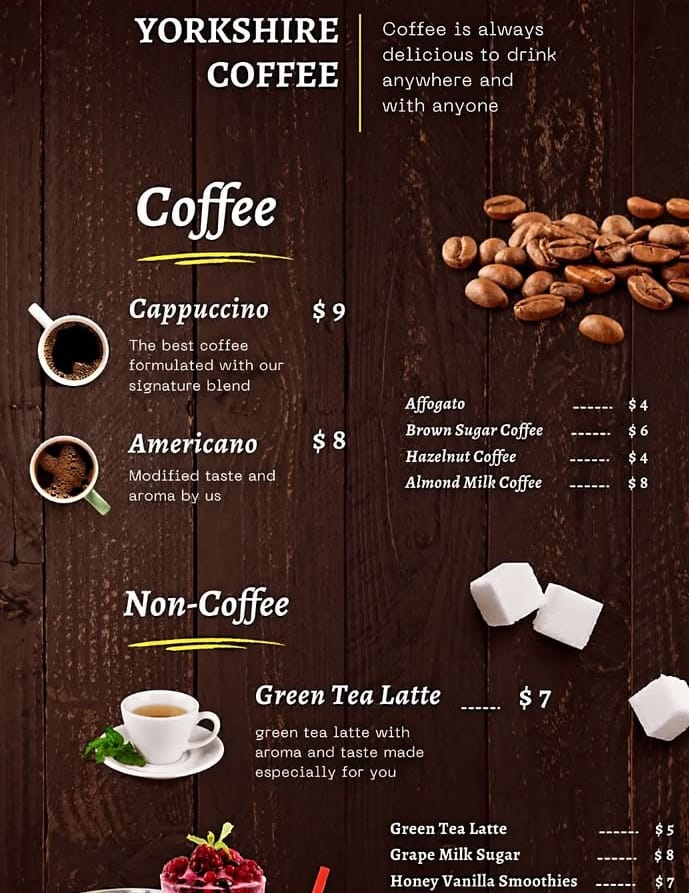 YORKSHIRE
COFFEE
Coffee is always
delicious to drink
anywhere and
with anyone
Coffee
Cappuccino $ 9
The best coffee
formulated with our
signature blend
Americano $ 8
Modified taste and
aroma by us
Affogato ------ $ 4
Brown Sugar Coffee ------ $ 6
Hazelnut Coffee ------ $ 4
Almond Milk Coffee ------ $ 8
Non-Coffee
Green Tea Latte ------ $ 7
green tea latte with
aroma and taste made
especially for you
Green Tea Latte ------ $ 5
Grape Milk Sugar ------ $ 8
Honey Vanilla Smoothies ------ $ 7